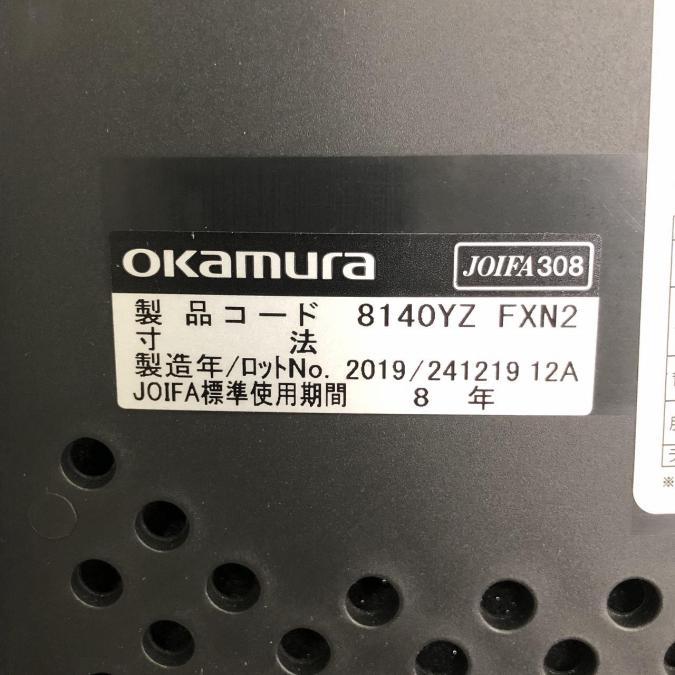 okamura JOIFA308
製品コード 8140YZ FXN2
寸法
製造年/ロットNo. 2019/241219 12A
JOIFA標準使用期間 8 年
※